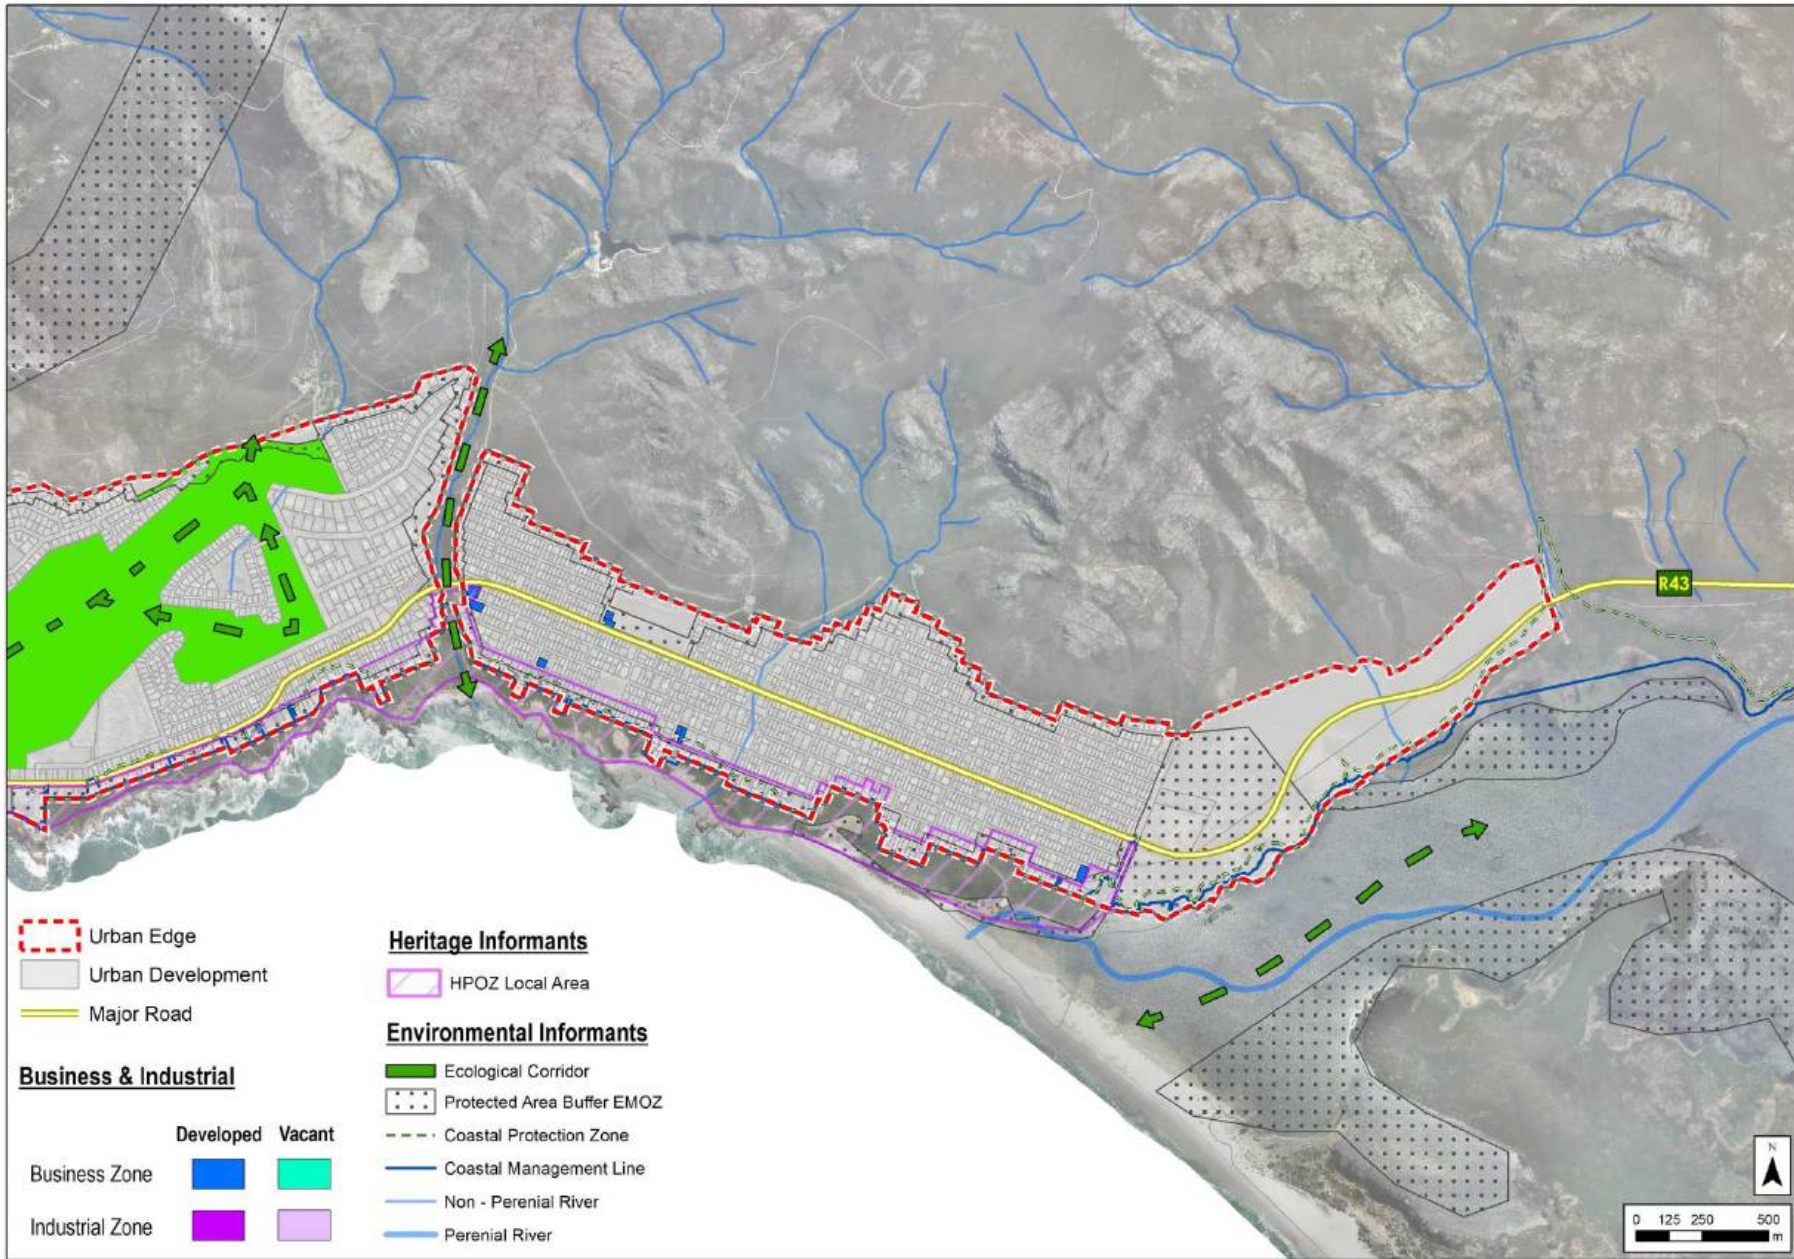 R43
Urban Edge
Urban Development
Major Road
Business & Industrial
Developed Vacant
Business Zone
Industrial Zone
Heritage Informants
HPOZ Local Area
Environmental Informants
Ecological Corridor
Protected Area Buffer EMOZ
Coastal Protection Zone
Coastal Management Line
Non - Perenial River
Perenial River
N
0 125 250 500
m